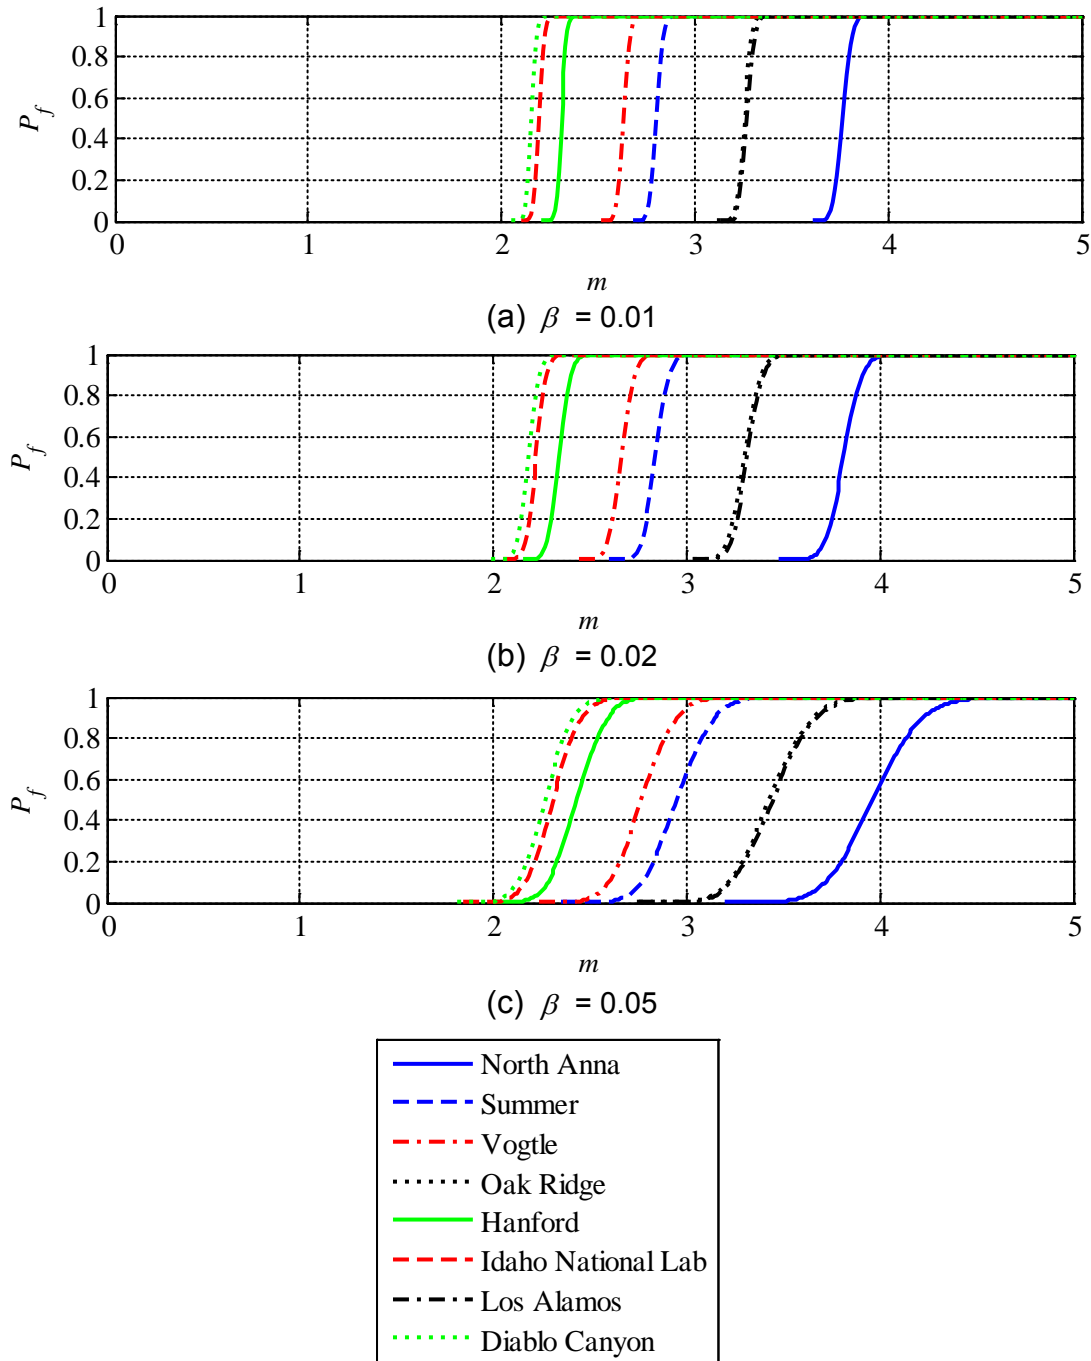 1
0.8
0.6
0.4
0.2
0
P_f
0 1 2 3 4 5
m
(a) β = 0.01
1
0.8
0.6
0.4
0.2
0
P_f
0 1 2 3 4 5
m
(b) β = 0.02
1
0.8
0.6
0.4
0.2
0
P_f
0 1 2 3 4 5
m
(c) β = 0.05
North Anna
Summer
Vogtle
Oak Ridge
Hanford
Idaho National Lab
Los Alamos
Diablo Canyon